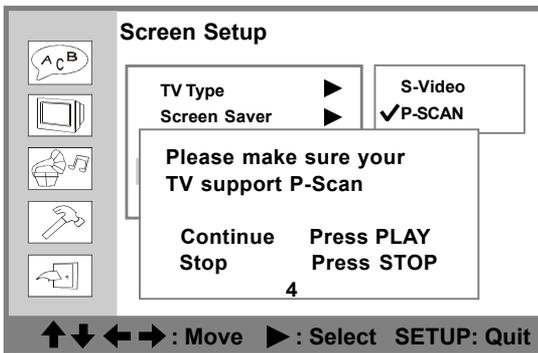 Screen Setup
A C B
TV Type ▶
S-Video
Screen Saver ▶
✓P-SCAN
Please make sure your
TV support P-Scan
Continue Press PLAY
Stop Press STOP
4
↑↓←→: Move ▶: Select SETUP: Quit